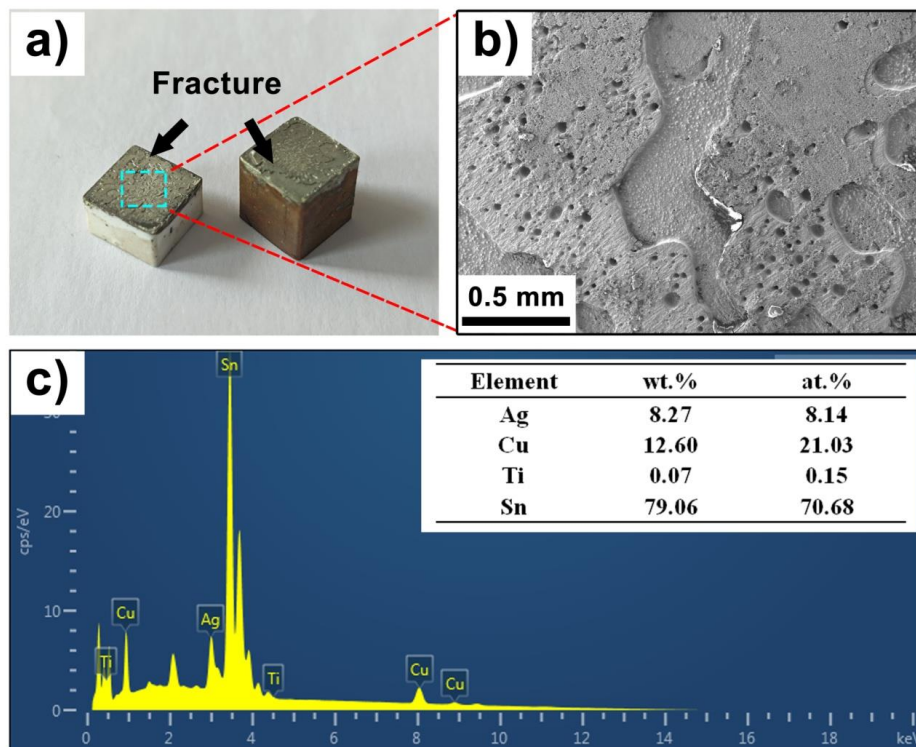 a)
Fracture
b)
0.5 mm
c)
Element wt.% at.%
Ag 8.27 8.14
Cu 12.60 21.03
Ti 0.07 0.15
Sn 79.06 70.68
Sn
20
cps/eV
10
Cu
Ag
Ti
Ti
Cu
Cu
0
0 2 4 6 8 10 12 14 16 18 keV